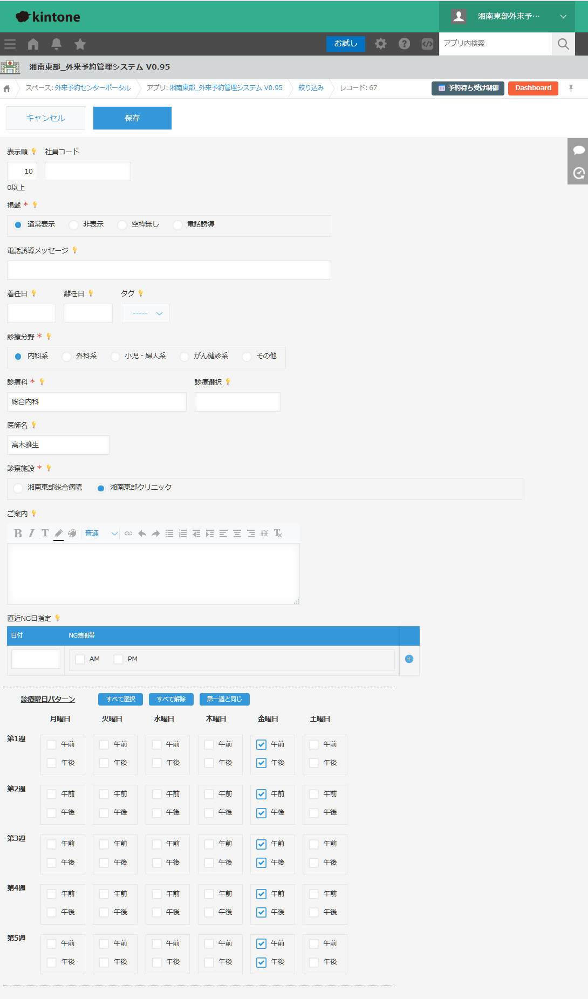 kintone
湘南東部外来予…
お試し
アプリ内検索
湘南東部_外来予約管理システム V0.95
スペース: 外来予約センターポータル アプリ: 湘南東部_外来予約管理システム V0.95 絞り込み レコード: 67 予約待ち受け制御 Dashboard
キャンセル 保存
表示順 社員コード
10
0以上
掲載 *
通常表示 非表示 空枠無し 電話誘導
電話誘導メッセージ
着任日 離任日 タグ
-----
診療分野 *
内科系 外科系 小児・婦人系 がん健診系 その他
診療科 * 診療選択
総合内科
医師名
高木雅生
診察施設 *
湘南東部総合病院 湘南東部クリニック
ご案内
B I T 普通 ABC Tx
直近NG日指定
日付 NG時間帯
AM PM
診療曜日パターン すべて選択 すべて解除 第一週と同じ
月曜日 火曜日 水曜日 木曜日 金曜日 土曜日
第1週 午前 午前 午前 午前 午前 午前
午後 午後 午後 午後 午後 午後
第2週 午前 午前 午前 午前 午前 午前
午後 午後 午後 午後 午後 午後
第3週 午前 午前 午前 午前 午前 午前
午後 午後 午後 午後 午後 午後
第4週 午前 午前 午前 午前 午前 午前
午後 午後 午後 午後 午後 午後
第5週 午前 午前 午前 午前 午前 午前
午後 午後 午後 午後 午後 午後